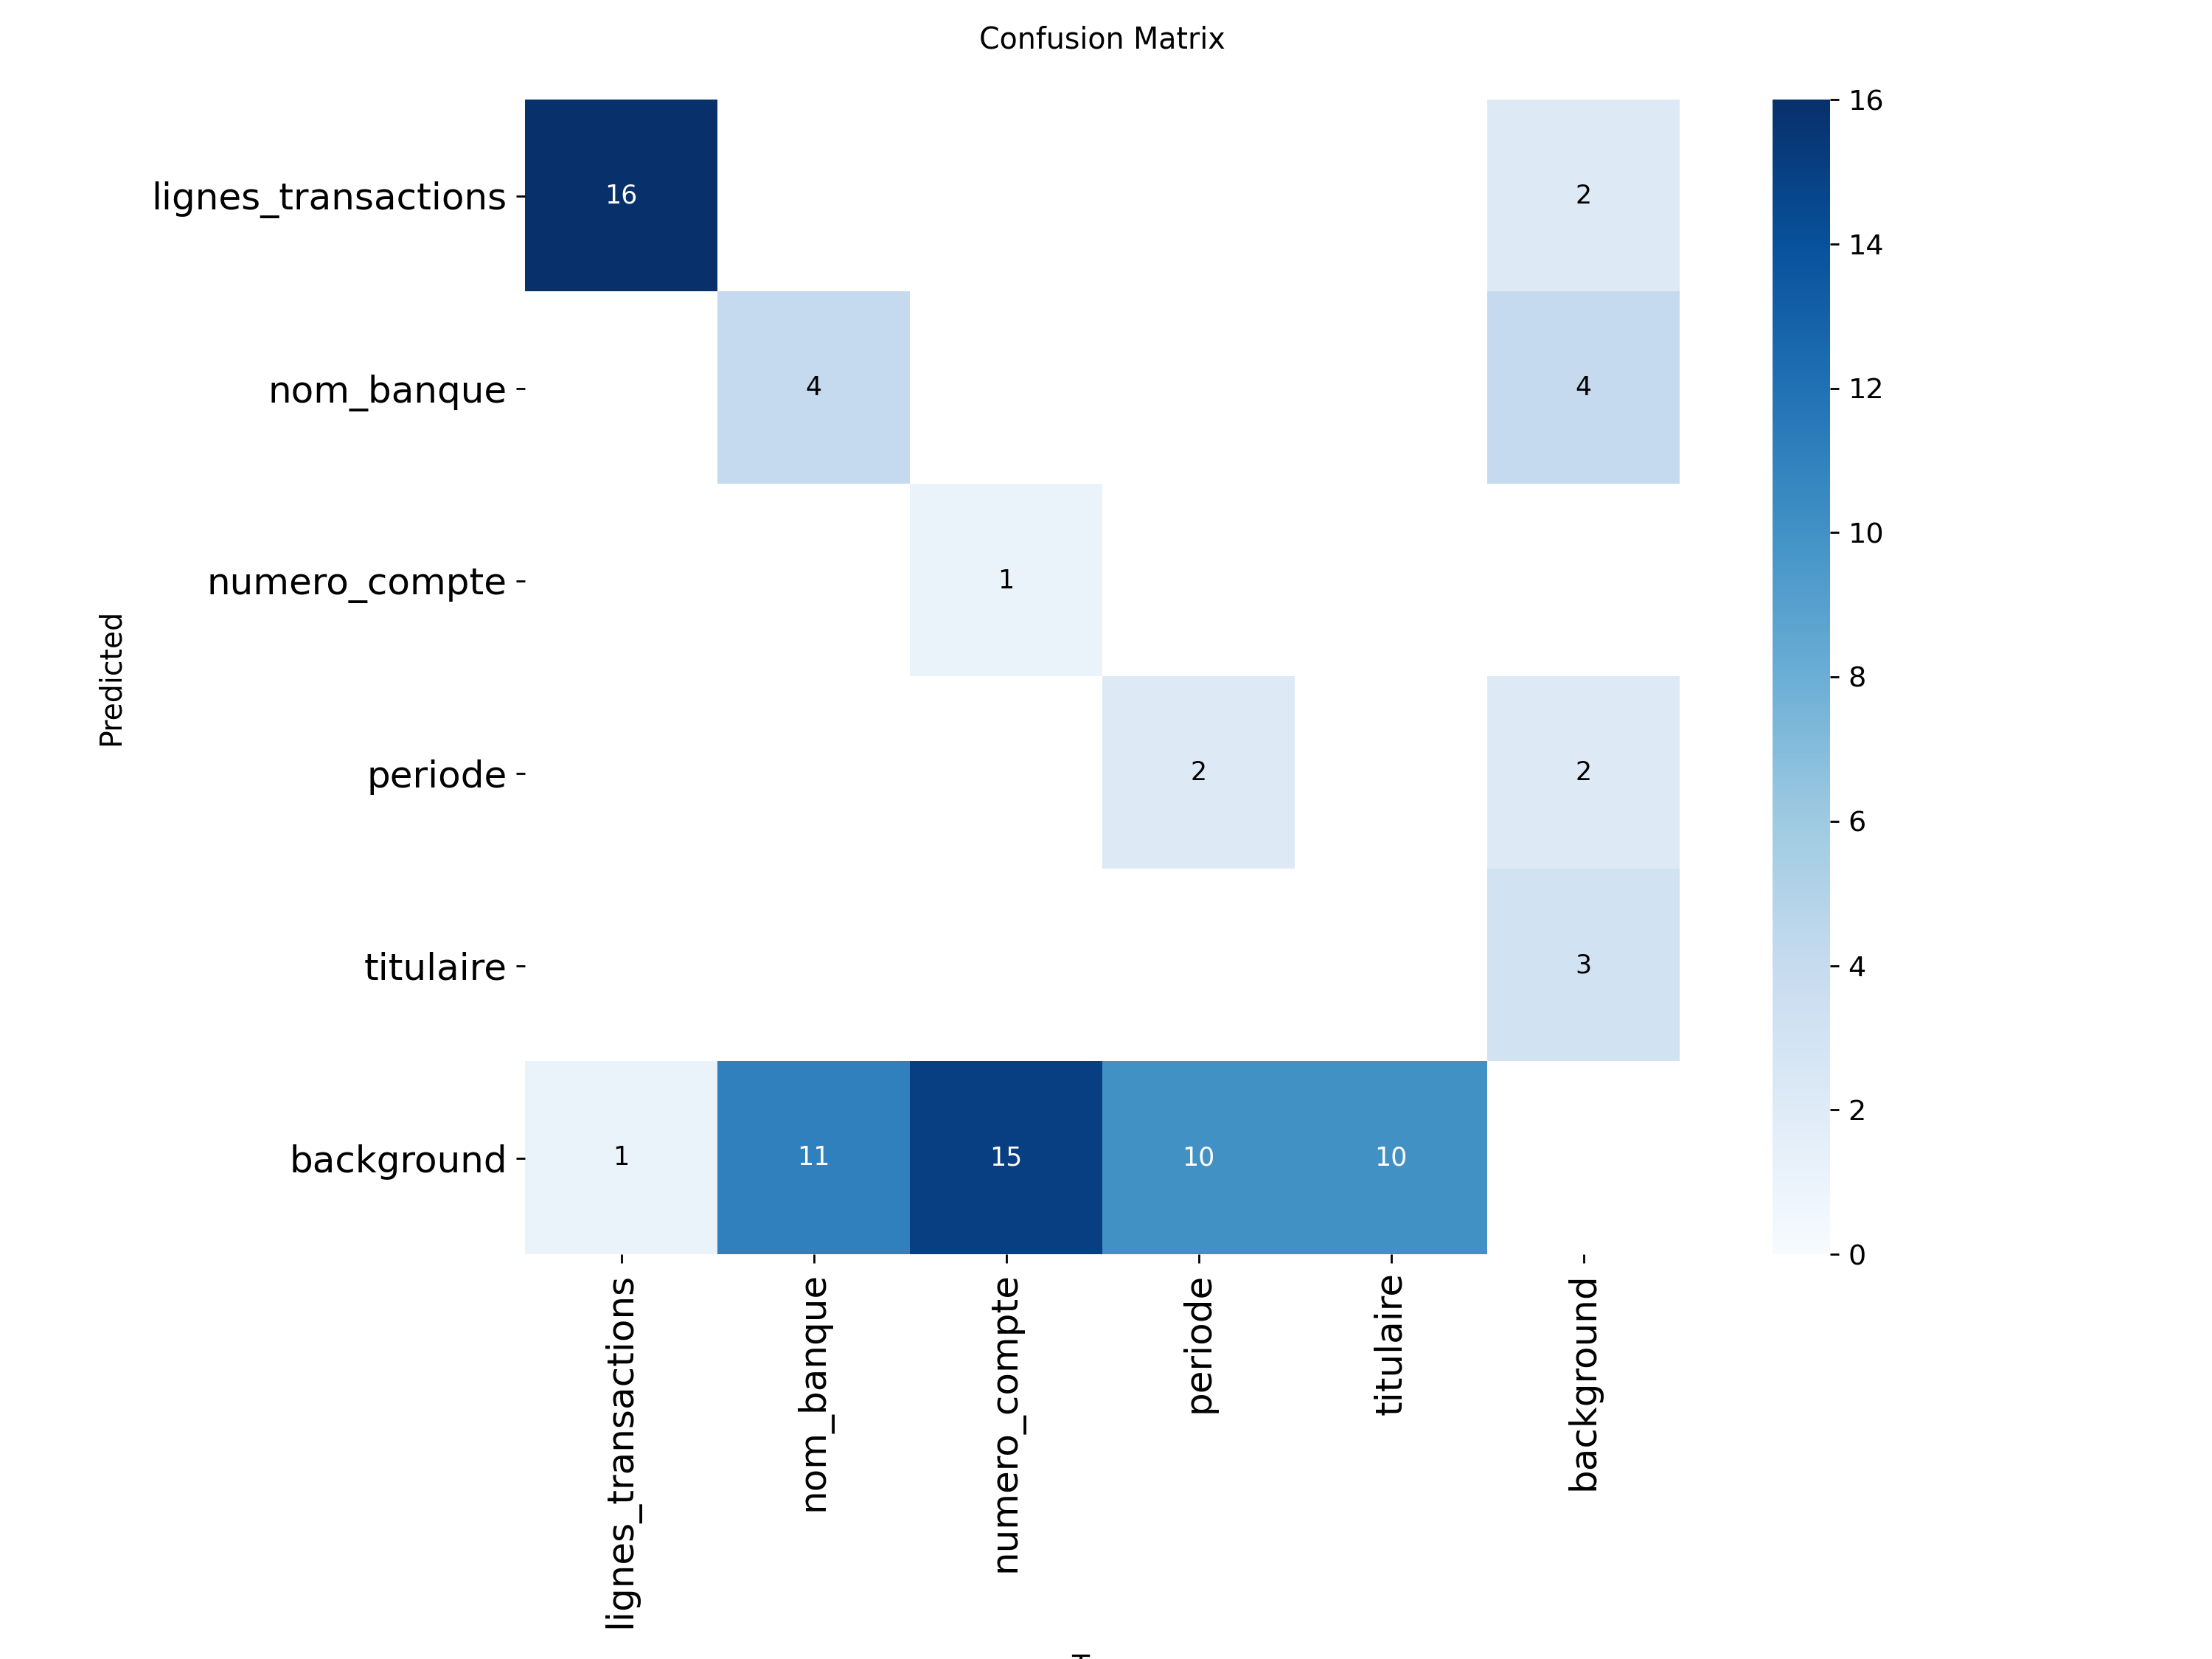 Confusion Matrix
lignes_transactions
nom_banque
numero_compte
periode
titulaire
background
Predicted
16 2
4 4
1
2 2
3
1 11 15 10 10
lignes_transactions
nom_banque
numero_compte
periode
titulaire
background
16
14
12
10
8
6
4
2
0